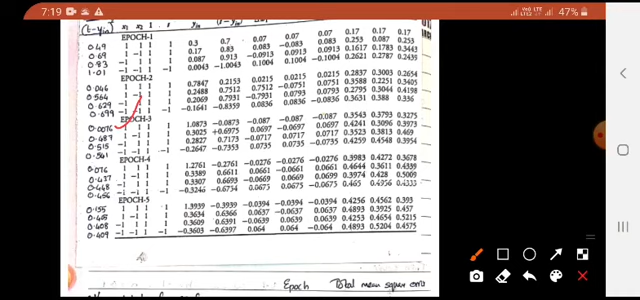 7:19
47%
(t-yin) x1 x2 1 t yin
EPOCH-1
0.49 1 1 1 1 0.3 0.7 0.07 0.07 0.07 0.17 0.17 0.17
0.69 1 -1 1 1 0.17 0.83 0.083 -0.083 0.083 0.253 0.087 0.253
0.83 -1 1 1 1 0.087 0.913 -0.0913 0.0913 0.0913 0.1617 0.1783 0.3443
1.01 -1 -1 1 -1 0.0043 -1.0043 0.1004 0.1004 -0.1004 0.2621 0.2787 0.2439
EPOCH-2
0.046 1 1 1 1 0.7847 0.2153 0.0215 0.0215 0.0215 0.2837 0.3003 0.2654
0.564 1 -1 1 1 0.2488 0.7512 0.7512 -0.0751 0.0751 0.3588 0.2251 0.3405
0.629 -1 1 1 1 0.2069 0.7931 -0.7931 0.0793 0.0793 0.2795 0.3044 0.4198
0.699 -1 -1 1 -1 -0.1641 -0.8359 0.0836 0.0836 -0.0836 0.3631 0.388 0.336
EPOCH-3
0.0076 1 1 1 1 1.0873 -0.0873 -0.087 -0.087 -0.087 0.3543 0.3793 0.3275
0.487 1 -1 1 1 0.3025 +0.6975 0.0697 -0.0697 0.0697 0.4241 0.3096 0.3973
0.515 -1 1 1 1 0.2827 0.7173 -0.0717 0.0717 0.0717 0.3523 0.3813 0.469
0.541 -1 -1 1 -1 -0.2647 -0.7353 0.0735 0.0735 -0.0735 0.4259 0.4548 0.3954
EPOCH-4
0.076 1 1 1 1 1.2761 -0.2761 -0.0276 -0.0276 -0.0276 0.3983 0.4272 0.3678
0.437 1 -1 1 1 0.3389 0.6611 0.0661 -0.0661 0.0661 0.4644 0.3611 0.4339
0.448 -1 1 1 1 0.3307 0.6693 -0.0669 0.0669 0.0699 0.3974 0.428 0.5009
0.456 -1 -1 1 -1 -0.3246 -0.6754 0.0675 0.0675 -0.0675 0.465 0.4956 0.4333
EPOCH-5
0.155 1 1 1 1 1.3939 -0.3939 -0.0394 -0.0394 -0.0394 0.4256 0.4562 0.393
0.405 1 -1 1 1 0.3634 0.6366 0.0637 -0.0637 0.0637 0.4893 0.3925 0.457
0.408 -1 1 1 1 0.3609 0.6391 -0.0639 0.0639 0.0639 0.4253 0.4654 0.5215
0.409 -1 -1 1 -1 -0.3603 -0.6397 0.064 0.064 -0.064 0.4893 0.5204 0.4575
Epoch Total mean square error